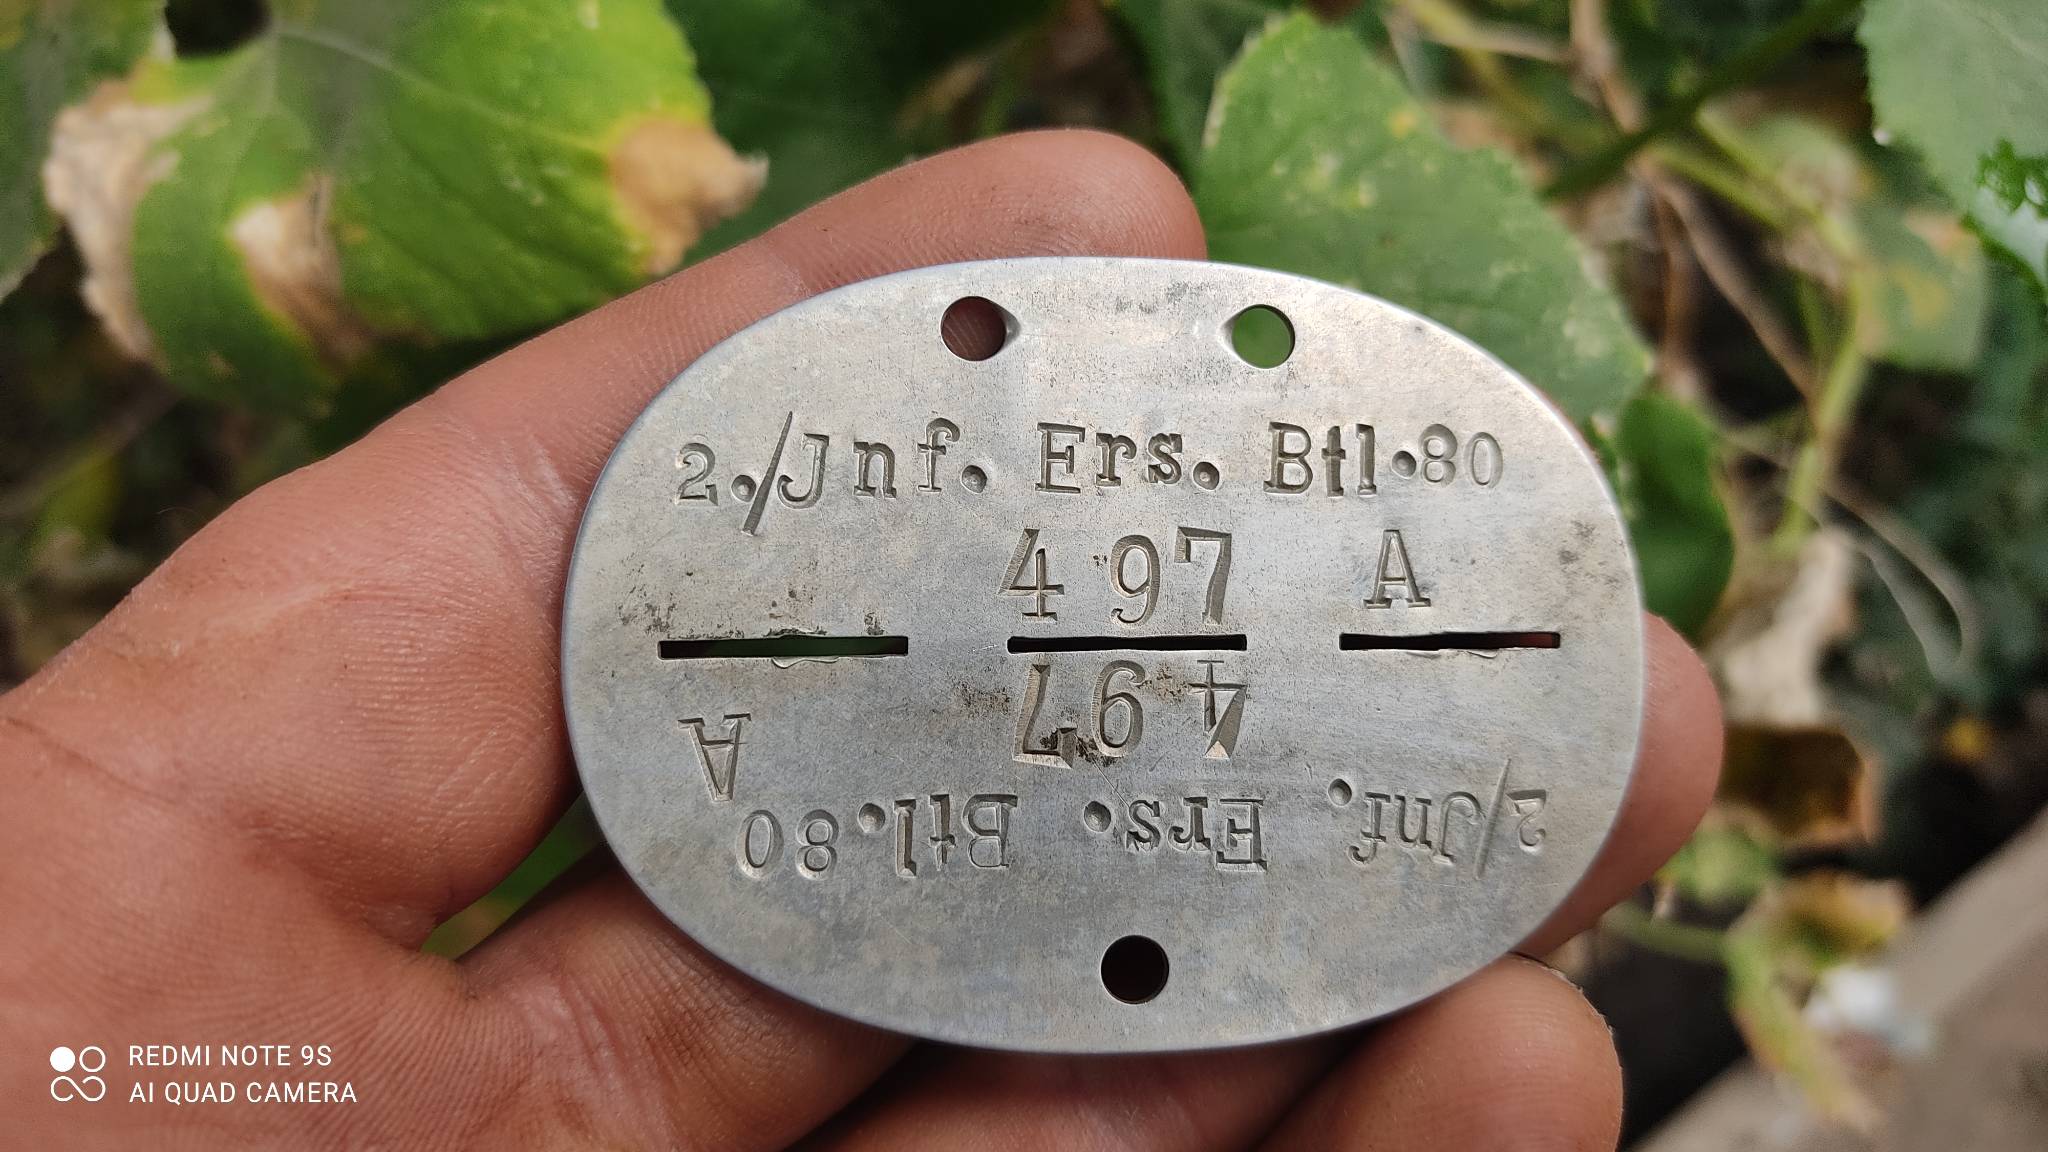 2./Jnf. Ers. Btl.80
497 A
497 A
2/Jnf. Ers. Btl.80
REDMI NOTE 9S
AI QUAD CAMERA